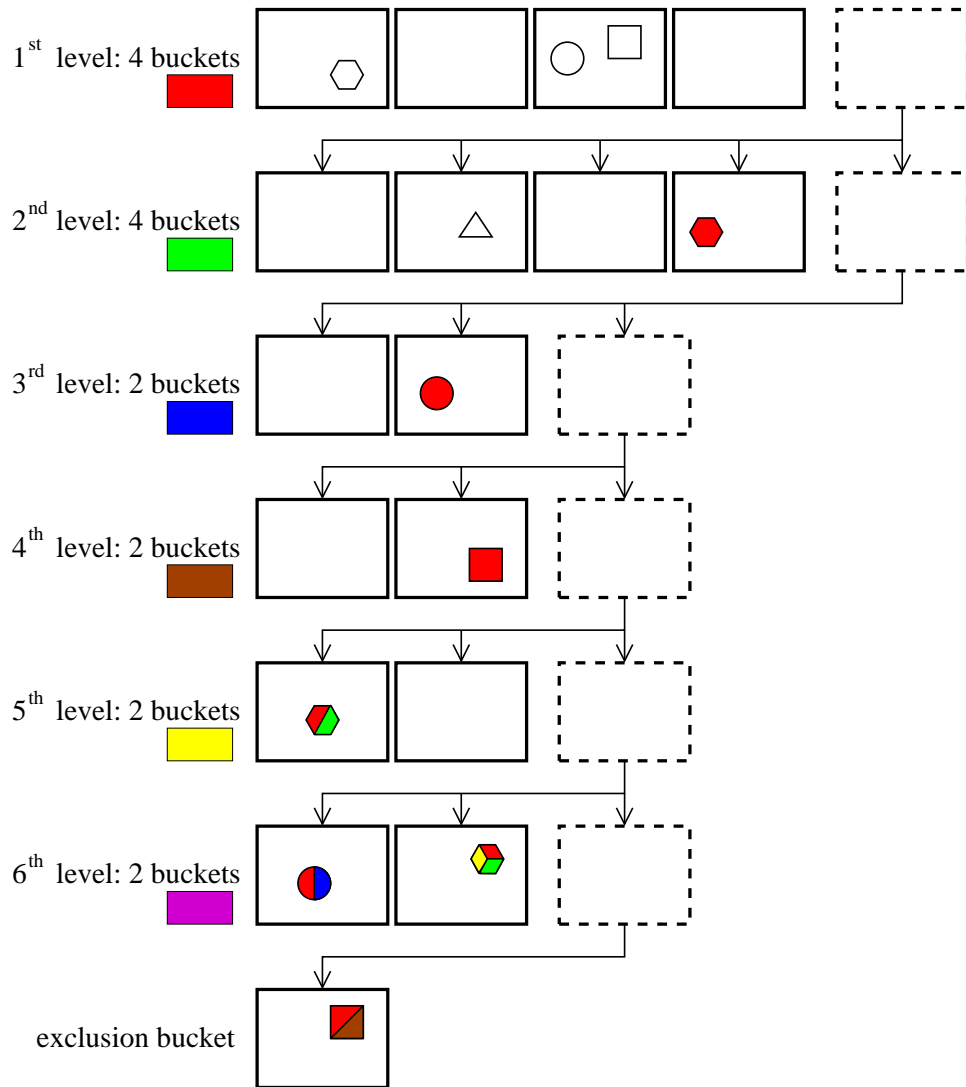 1st level: 4 buckets
2nd level: 4 buckets
3rd level: 2 buckets
4th level: 2 buckets
5th level: 2 buckets
6th level: 2 buckets
exclusion bucket